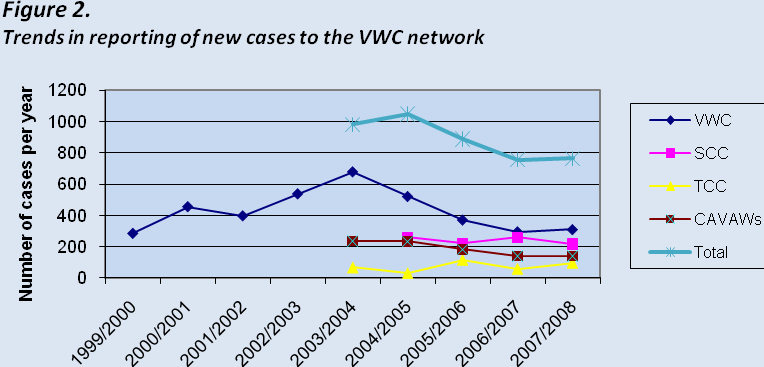 Figure 2.
Trends in reporting of new cases to the VWC network
Number of cases per year
1200
1000
800
600
400
200
0
1999/2000
2000/2001
2001/2002
2002/2003
2003/2004
2004/2005
2005/2006
2006/2007
2007/2008
VWC
SCC
TCC
CAVAWs
Total